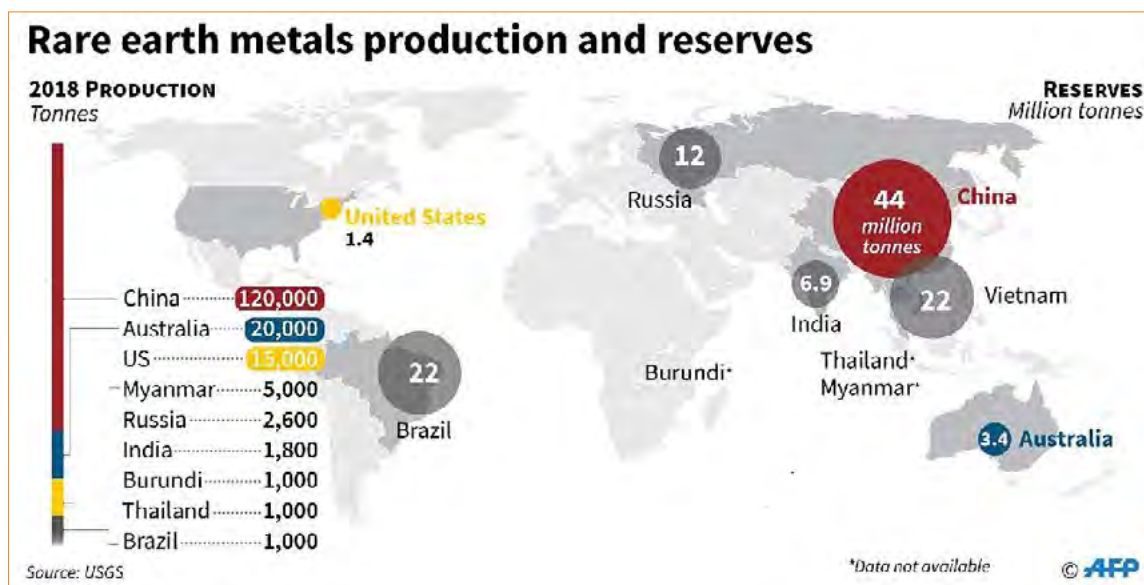 Rare earth metals production and reserves
2018 PRODUCTION
Tonnes
RESERVES
Million tonnes
12
Russia
44
million
tonnes
China
United States
1.4
6.9
India
22
Vietnam
China 120,000
Australia 20,000
US 15,000
Myanmar 5,000
Russia 2,600
India 1,800
Burundi 1,000
Thailand 1,000
Brazil 1,000
22
Brazil
Burundi*
Thailand*
Myanmar*
3.4 Australia
Source: USGS
*Data not available
© AFP